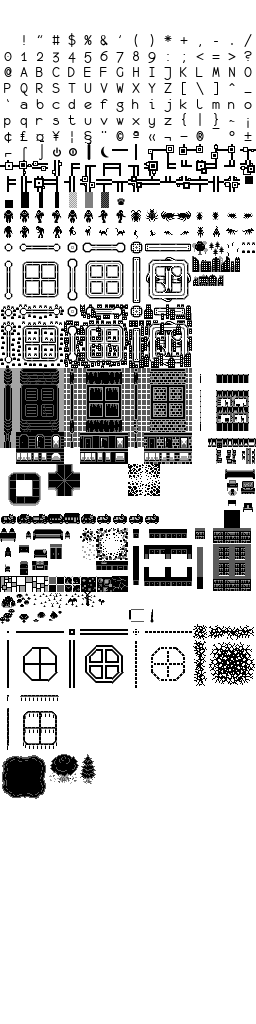 ! " # $ % & ' ( ) * + , - . /
0 1 2 3 4 5 6 7 8 9 : ; < = > ?
@ A B C D E F G H I J K L M N O
P Q R S T U V W X Y Z [ \ ] ^ _
` a b c d e f g h i j k l m n o
p q r s t u v w x y z { | } ~ ¡
¢ £ ¤ ¥ ¦ § ¨ © ª « ¬ - ® ° ±